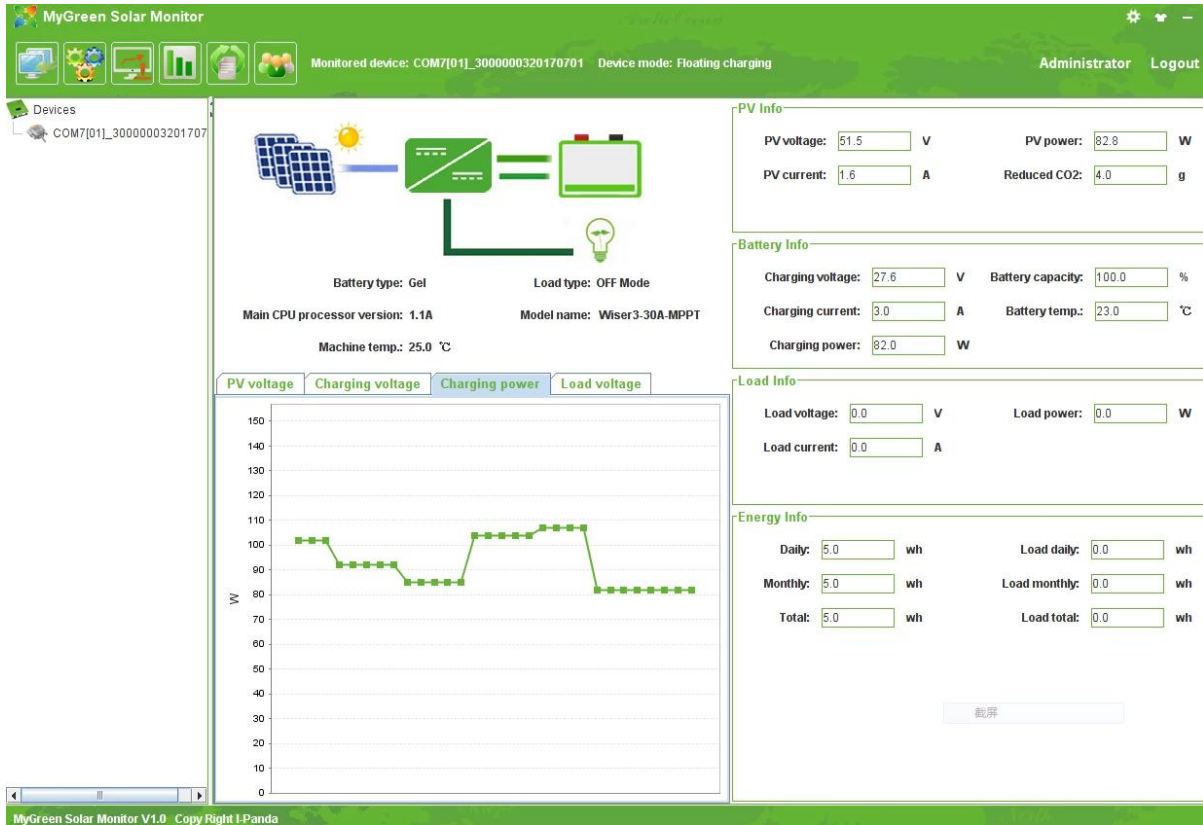 MyGreen Solar Monitor
Monitored device: COM7[01]_3000000320170701 Device mode: Floating charging
Administrator Logout
Devices
COM7[01]_30000003201707
Battery type: Gel Load type: OFF Mode
Main CPU processor version: 1.1A Model name: Wiser3-30A-MPPT
Machine temp.: 25.0 ℃
PV voltage Charging voltage Charging power Load voltage
150
140
130
120
110
100
90
80
70
60
50
40
30
20
10
0
W
PV Info
PV voltage: 51.5 V PV power: 82.8 W
PV current: 1.6 A Reduced CO2: 4.0 g
Battery Info
Charging voltage: 27.6 V Battery capacity: 100.0 %
Charging current: 3.0 A Battery temp.: 23.0 ℃
Charging power: 82.0 W
Load Info
Load voltage: 0.0 V Load power: 0.0 W
Load current: 0.0 A
Energy Info
Daily: 5.0 wh Load daily: 0.0 wh
Monthly: 5.0 wh Load monthly: 0.0 wh
Total: 5.0 wh Load total: 0.0 wh
截屏
MyGreen Solar Monitor V1.0 Copy Right I-Panda